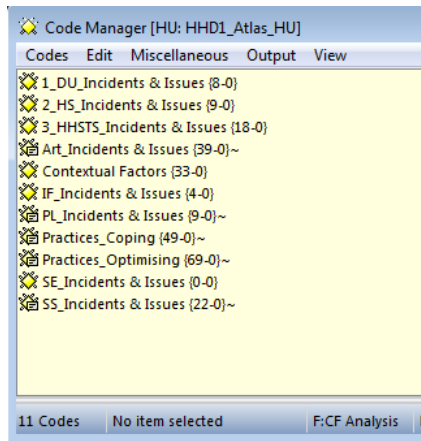 Code Manager [HU: HHD1_Atlas_HU]
Codes Edit Miscellaneous Output View
1_DU_Incidents & Issues {8-0}
2_HS_Incidents & Issues {9-0}
3_HHSTS_Incidents & Issues {18-0}
Art_Incidents & Issues {39-0}~
Contextual Factors {33-0}
IF_Incidents & Issues {4-0}
PL_Incidents & Issues {9-0}~
Practices_Coping {49-0}~
Practices_Optimising {69-0}~
SE_Incidents & Issues {0-0}
SS_Incidents & Issues {22-0}~
11 Codes No item selected F:CF Analysis